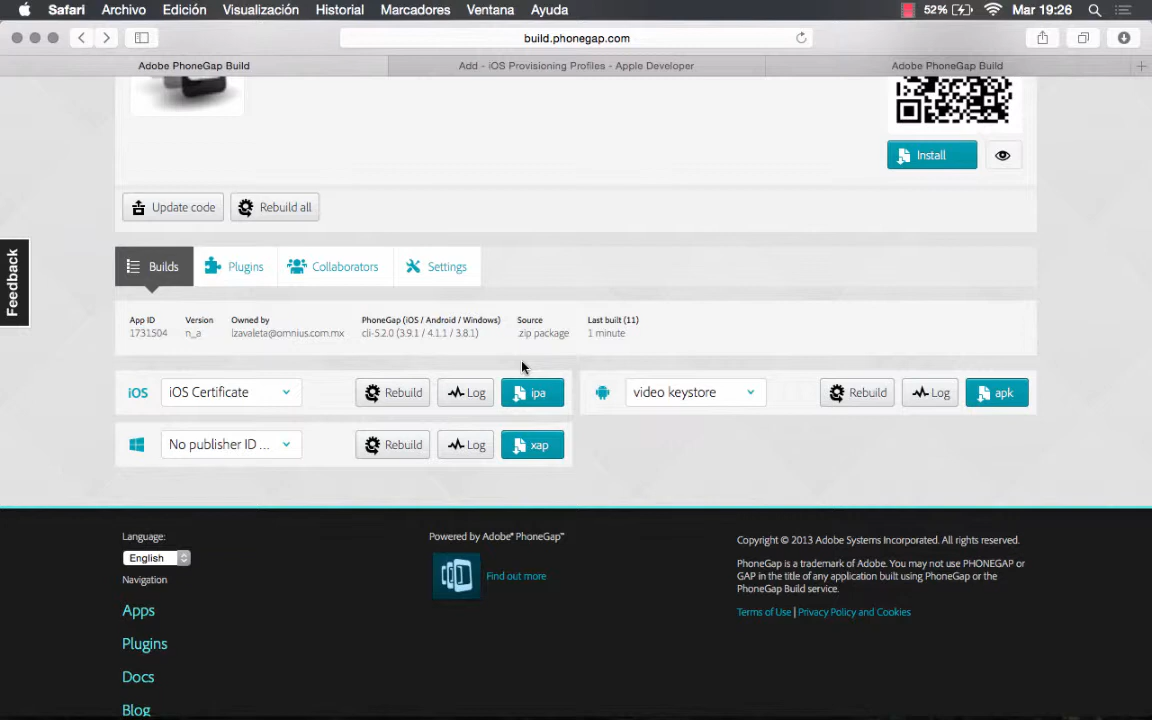 Safari Archivo Edición Visualización Historial Marcadores Ventana Ayuda 52% Mar 19:26
build.phonegap.com
Adobe PhoneGap Build Add - iOS Provisioning Profiles - Apple Developer Adobe PhoneGap Build
Install
Update code Rebuild all
Feedback
Builds Plugins Collaborators Settings
App ID Version Owned by PhoneGap (iOS / Android / Windows) Source Last built (11)
1731504 n_a lzavaleta@omnius.com.mx cli-5.2.0 (3.9.1 / 4.1.1 / 3.8.1) .zip package 1 minute
iOS iOS Certificate Rebuild Log ipa video keystore Rebuild Log apk
No publisher ID ... Rebuild Log xap
Language: Powered by Adobe® PhoneGap™ Copyright © 2013 Adobe Systems Incorporated. All rights reserved.
English
Navigation
Find out more
PhoneGap is a trademark of Adobe. You may not use PHONEGAP or
GAP in the title of any application built using PhoneGap or the
PhoneGap Build service.
Terms of Use | Privacy Policy and Cookies
Apps
Plugins
Docs
Blog